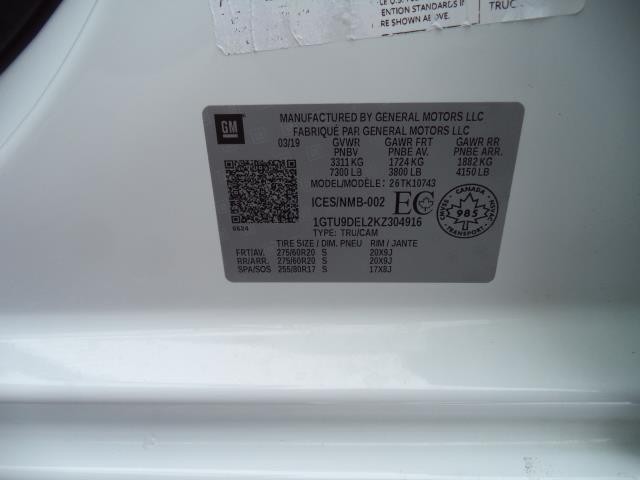 ENTION STANDARDS IN
RE SHOWN ABOVE.
TRUC
GM
MANUFACTURED BY GENERAL MOTORS LLC
FABRIQUÉ PAR GENERAL MOTORS LLC
03/19 GVWR GAWR FRT GAWR RR
PNBV PNBE AV. PNBE ARR.
3311 KG 1724 KG 1882 KG
7300 LB 3800 LB 4150 LB
MODEL/MODÈLE: 26TK10743
ICES/NMB-002 EC
CANADA 985
1GTU9DEL2KZ304916
6624
TYPE: TRU/CAM
TIRE SIZE / DIM. PNEU RIM / JANTE
FRT/AV. 275/60R20 S 20X9J
RR/ARR. 275/60R20 S 20X9J
SPA/SOS 255/80R17 S 17X8J